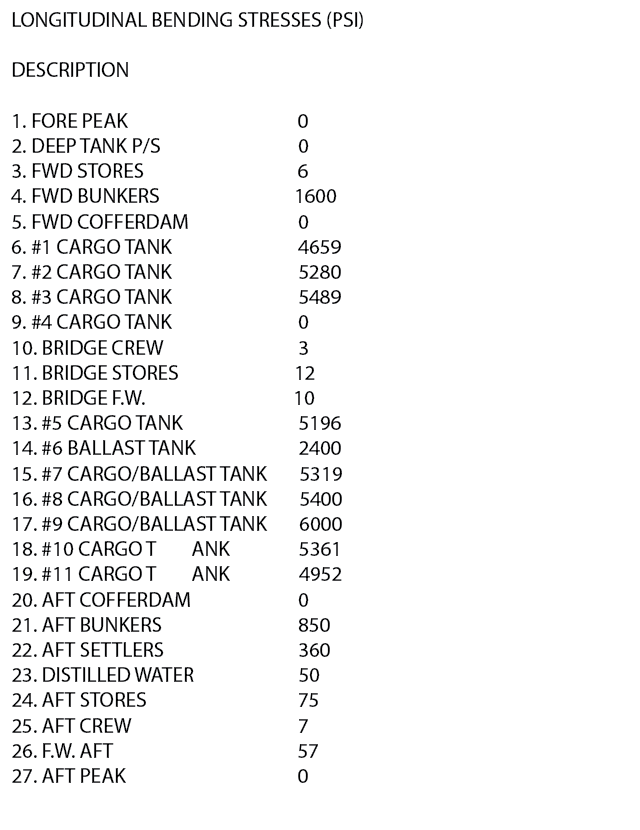 LONGITUDINAL BENDING STRESSES (PSI)
DESCRIPTION
1. FORE PEAK 0
2. DEEP TANK P/S 0
3. FWD STORES 6
4. FWD BUNKERS 1600
5. FWD COFFERDAM 0
6. #1 CARGO TANK 4659
7. #2 CARGO TANK 5280
8. #3 CARGO TANK 5489
9. #4 CARGO TANK 0
10. BRIDGE CREW 3
11. BRIDGE STORES 12
12. BRIDGE F.W. 10
13. #5 CARGO TANK 5196
14. #6 BALLAST TANK 2400
15. #7 CARGO/BALLAST TANK 5319
16. #8 CARGO/BALLAST TANK 5400
17. #9 CARGO/BALLAST TANK 6000
18. #10 CARGO T ANK 5361
19. #11 CARGO T ANK 4952
20. AFT COFFERDAM 0
21. AFT BUNKERS 850
22. AFT SETTLERS 360
23. DISTILLED WATER 50
24. AFT STORES 75
25. AFT CREW 7
26. F.W. AFT 57
27. AFT PEAK 0